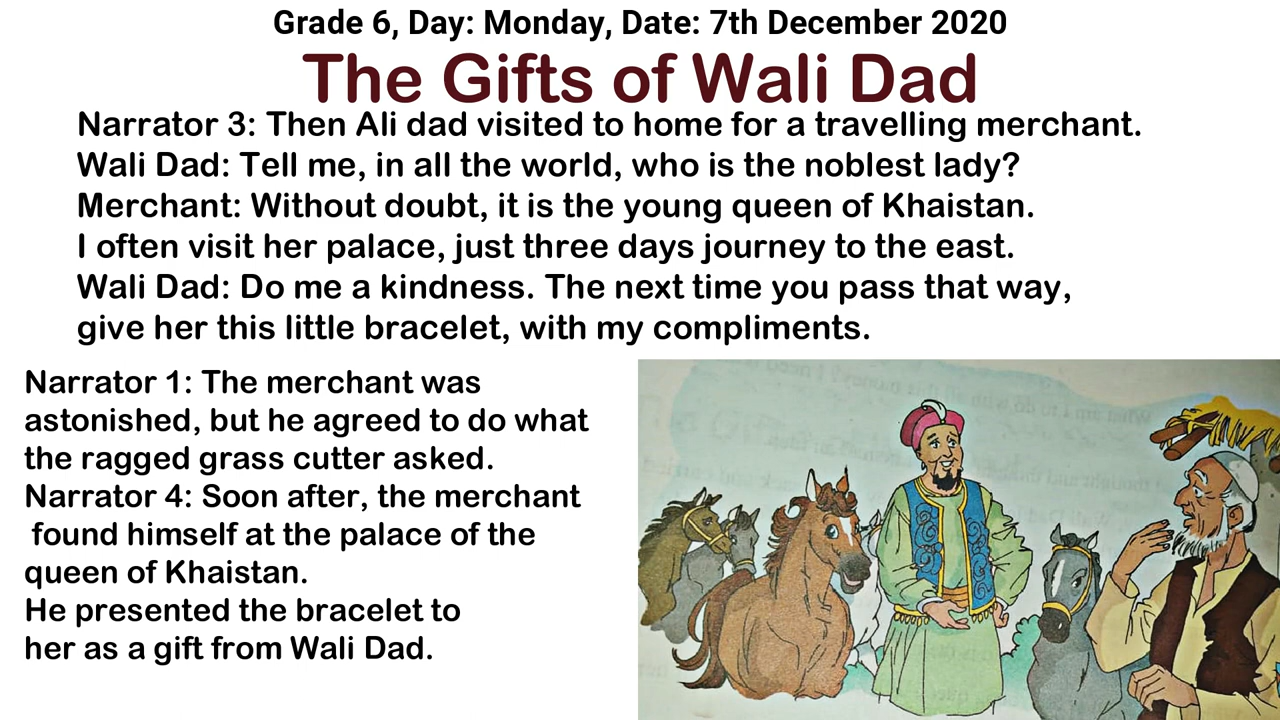 Grade 6, Day: Monday, Date: 7th December 2020
The Gifts of Wali Dad
Narrator 3: Then Ali dad visited to home for a travelling merchant.
Wali Dad: Tell me, in all the world, who is the noblest lady?
Merchant: Without doubt, it is the young queen of Khaistan.
I often visit her palace, just three days journey to the east.
Wali Dad: Do me a kindness. The next time you pass that way,
give her this little bracelet, with my compliments.
Narrator 1: The merchant was
astonished, but he agreed to do what
the ragged grass cutter asked.
Narrator 4: Soon after, the merchant
found himself at the palace of the
queen of Khaistan.
He presented the bracelet to
her as a gift from Wali Dad.